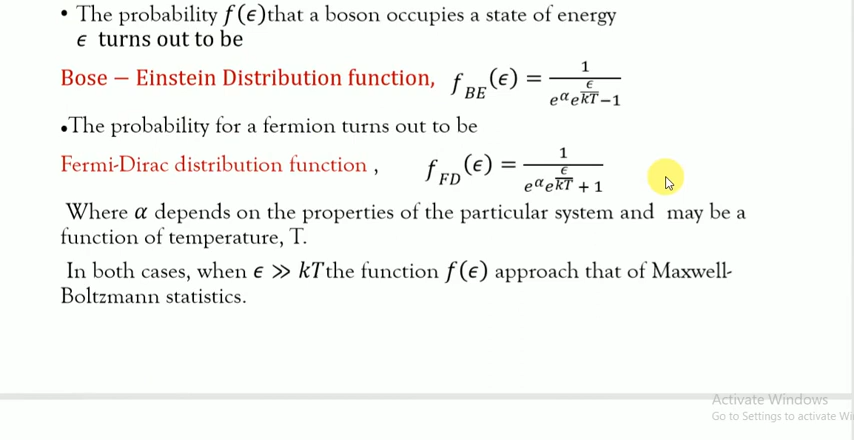 • The probability f(ϵ)that a boson occupies a state of energy
ϵ turns out to be
Bose − Einstein Distribution function, f_BE(ϵ) = 1 / (e^α e^(ϵ/kT) −1)
•The probability for a fermion turns out to be
Fermi-Dirac distribution function , f_FD(ϵ) = 1 / (e^α e^(ϵ/kT) + 1)
Where α depends on the properties of the particular system and may be a
function of temperature, T.
In both cases, when ϵ ≫ kTthe function f(ϵ) approach that of Maxwell-
Boltzmann statistics.
Activate Windows
Go to Settings to activate Wi